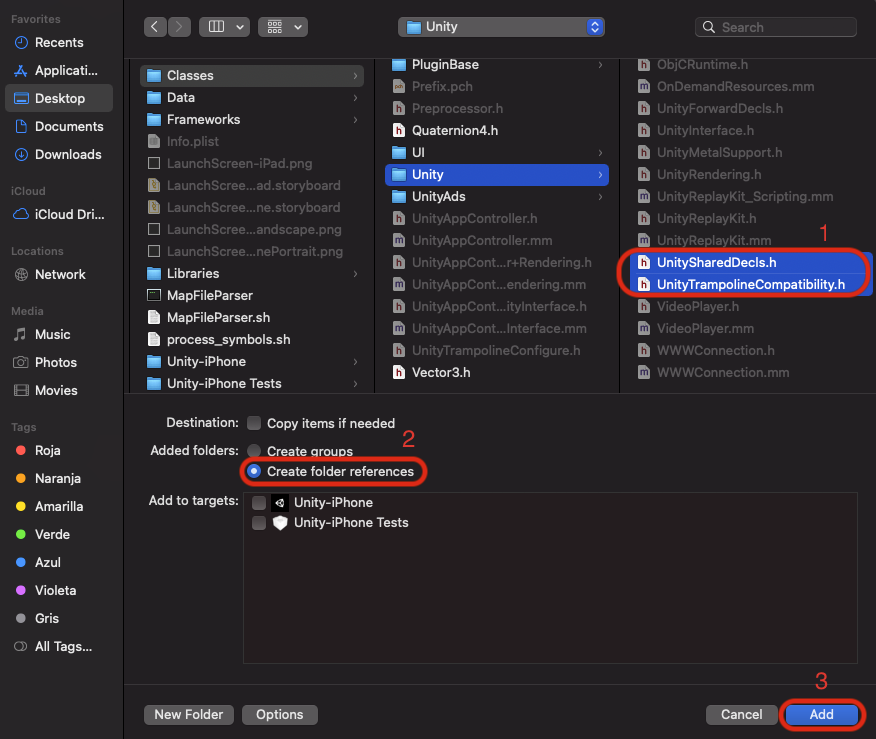 Favorites
Recents
Applicati...
Desktop
Documents
Downloads
iCloud
iCloud Dri...
Locations
Network
Media
Music
Photos
Movies
Tags
Roja
Naranja
Amarilla
Verde
Azul
Violeta
Gris
All Tags...
Unity
Search
Classes
Data
Frameworks
Info.plist
LaunchScreen-iPad.png
LaunchScree...ad.storyboard
LaunchScree...ne.storyboard
LaunchScree...andscape.png
LaunchScree...nePortrait.png
Libraries
MapFileParser
MapFileParser.sh
process_symbols.sh
Unity-iPhone
Unity-iPhone Tests
PluginBase
Prefix.pch
Preprocessor.h
Quaternion4.h
UI
Unity
UnityAds
UnityAppController.h
UnityAppController.mm
UnityAppCont...r+Rendering.h
UnityAppCont...endering.mm
UnityAppCont...ityInterface.h
UnityAppCont...Interface.mm
UnityTrampolineConfigure.h
Vector3.h
ObjCRuntime.h
OnDemandResources.mm
UnityForwardDecls.h
UnityInterface.h
UnityMetalSupport.h
UnityRendering.h
UnityReplayKit_Scripting.mm
UnityReplayKit.h
UnityReplayKit.mm
1
UnitySharedDecls.h
UnityTrampolineCompatibility.h
VideoPlayer.h
VideoPlayer.mm
WWWConnection.h
WWWConnection.mm
Destination: Copy items if needed
Added folders: Create groups
2
Create folder references
Add to targets: Unity-iPhone
Unity-iPhone Tests
3
New Folder Options Cancel Add